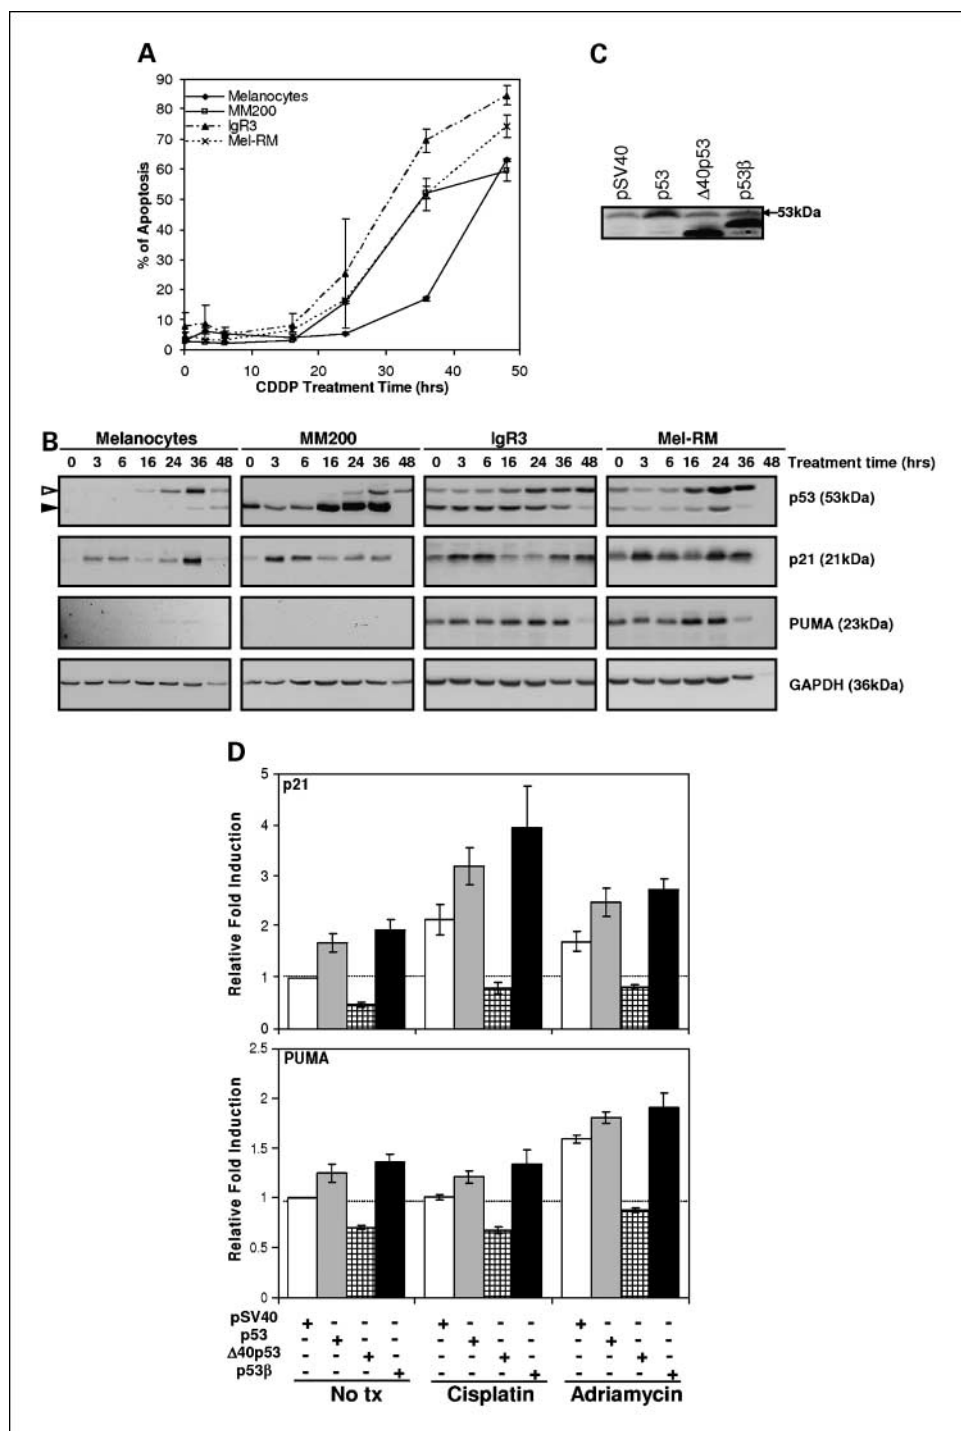 A
90
80
70
60
50
40
30
20
10
0
% of Apoptosis
Melanocytes
MM200
IgR3
Mel-RM
0 10 20 30 40 50
CDDP Treatment Time (hrs)
C
pSV40
p53
Δ40p53
p53β
53kDa
B
Melanocytes MM200 IgR3 Mel-RM
0 3 6 16 24 36 48 0 3 6 16 24 36 48 0 3 6 16 24 36 48 0 3 6 16 24 36 48 Treatment time (hrs)
p53 (53kDa)
p21 (21kDa)
PUMA (23kDa)
GAPDH (36kDa)
D
p21
5
4
3
2
1
0
Relative Fold Induction
PUMA
2.5
2
1.5
1
0.5
0
Relative Fold Induction
pSV40 + - - - + - - - + - - -
p53 - + - - - + - - - + - -
Δ40p53 - - + - - - + - - - + -
p53β - - - + - - - + - - - +
No tx Cisplatin Adriamycin